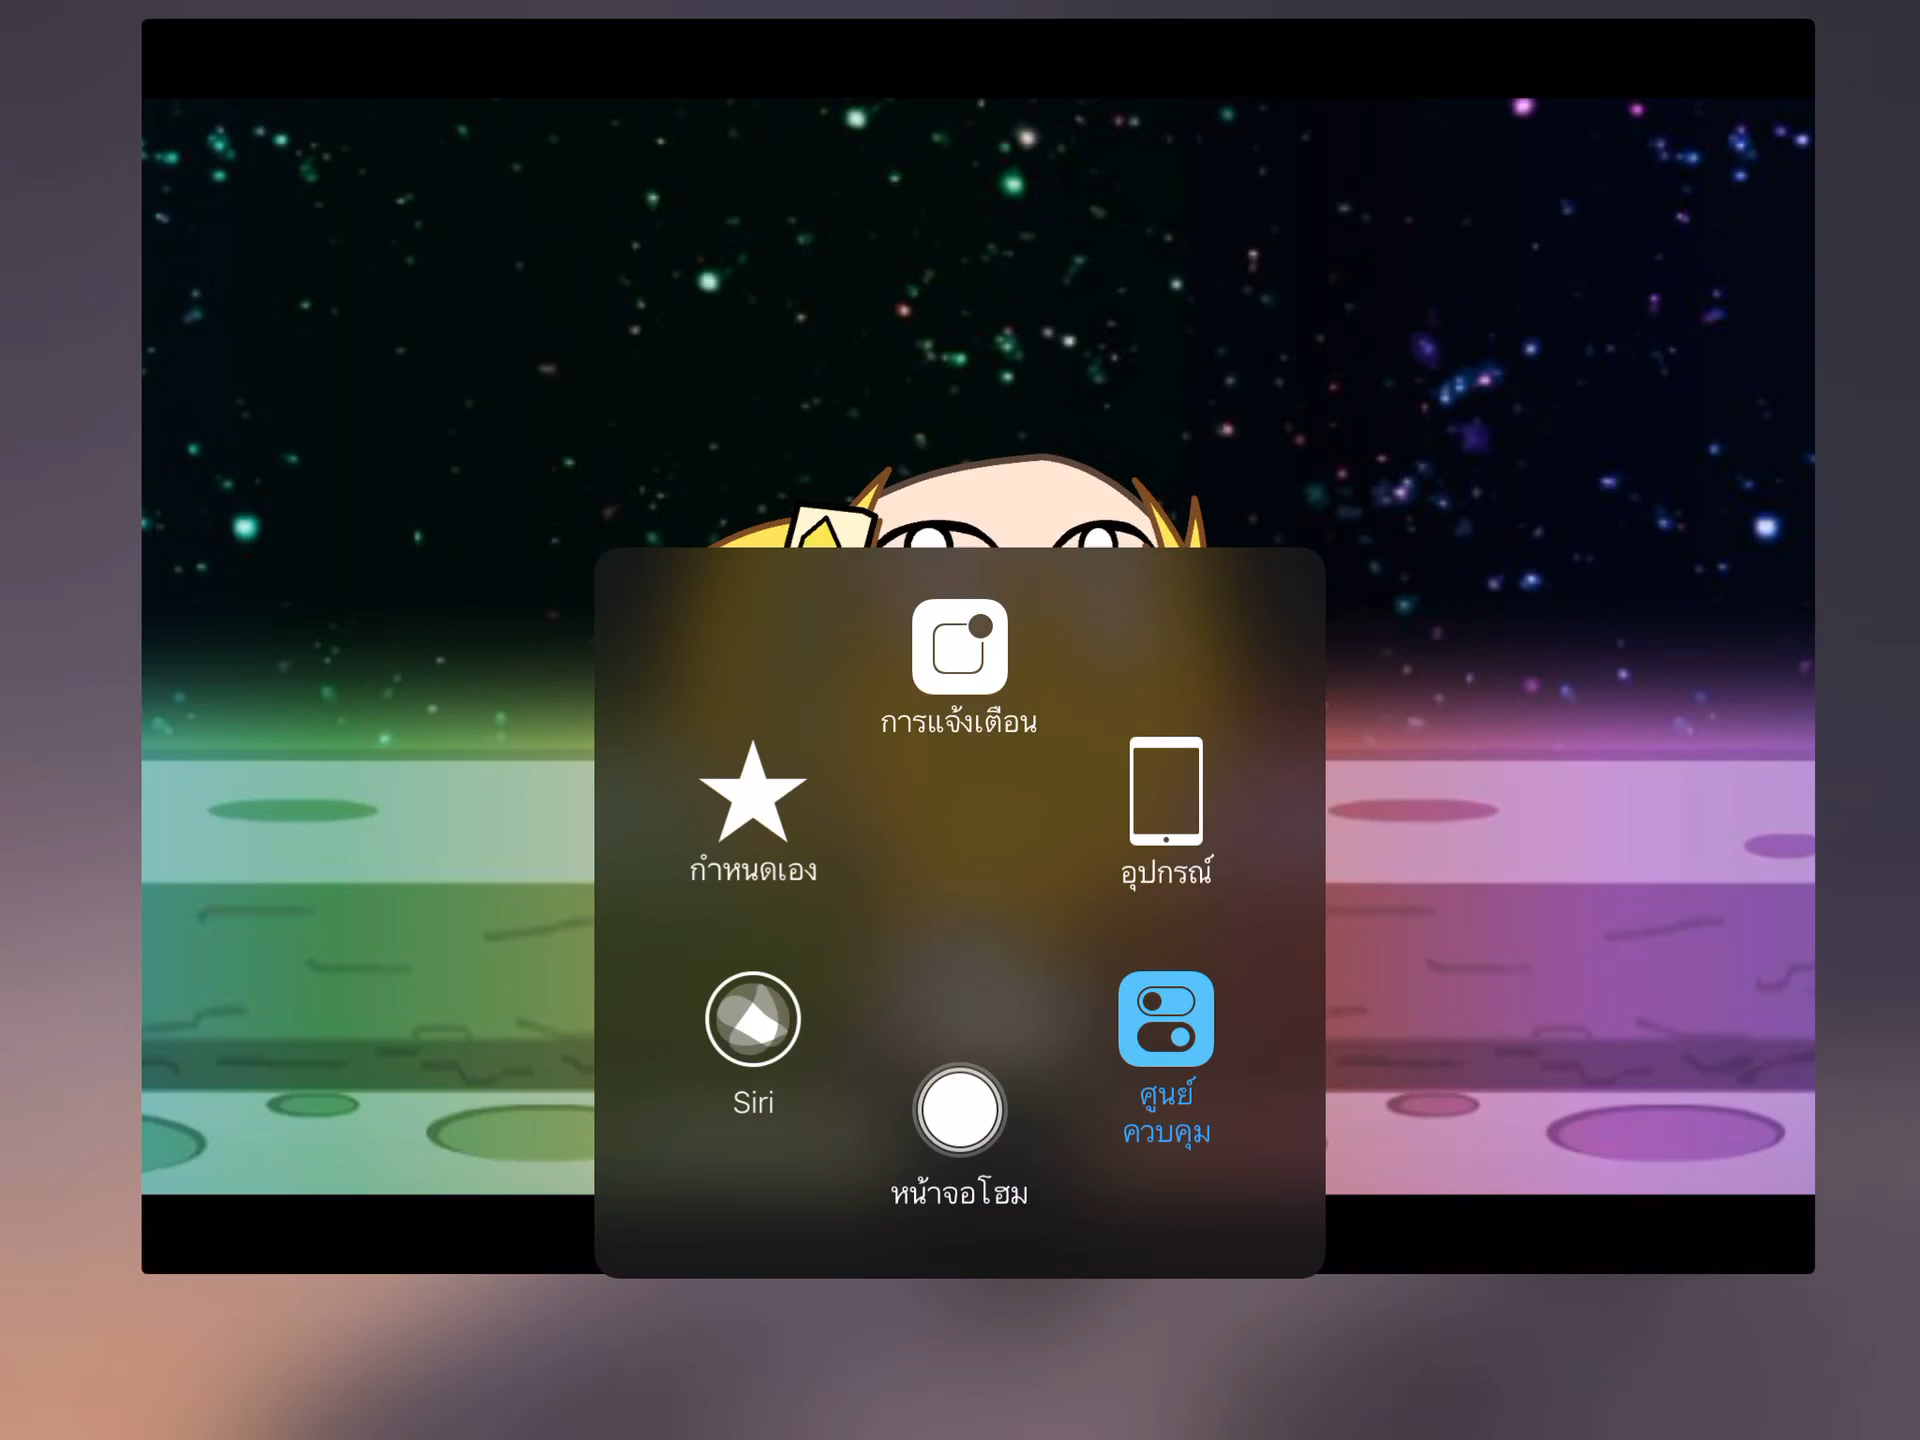 การแจ้งเตือน
กำหนดเอง
อุปกรณ์
Siri
ศูนย์
ควบคุม
หน้าจอโฮม